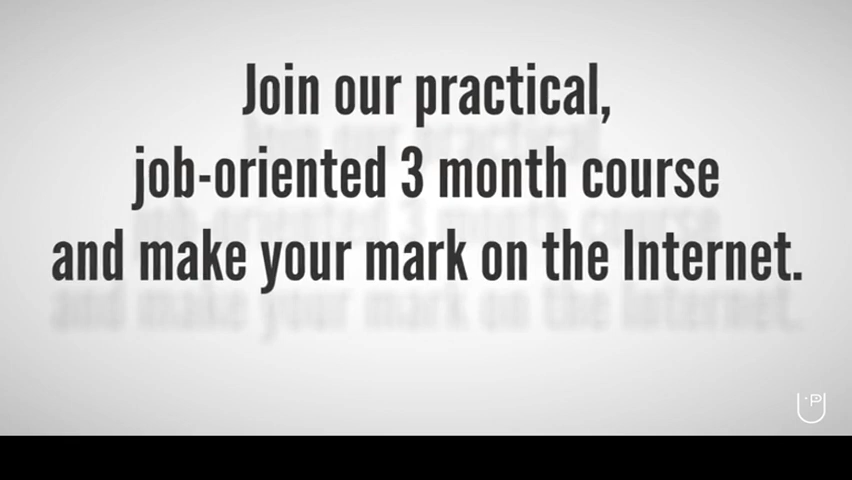 Join our practical,
job-oriented 3 month course
and make your mark on the Internet.